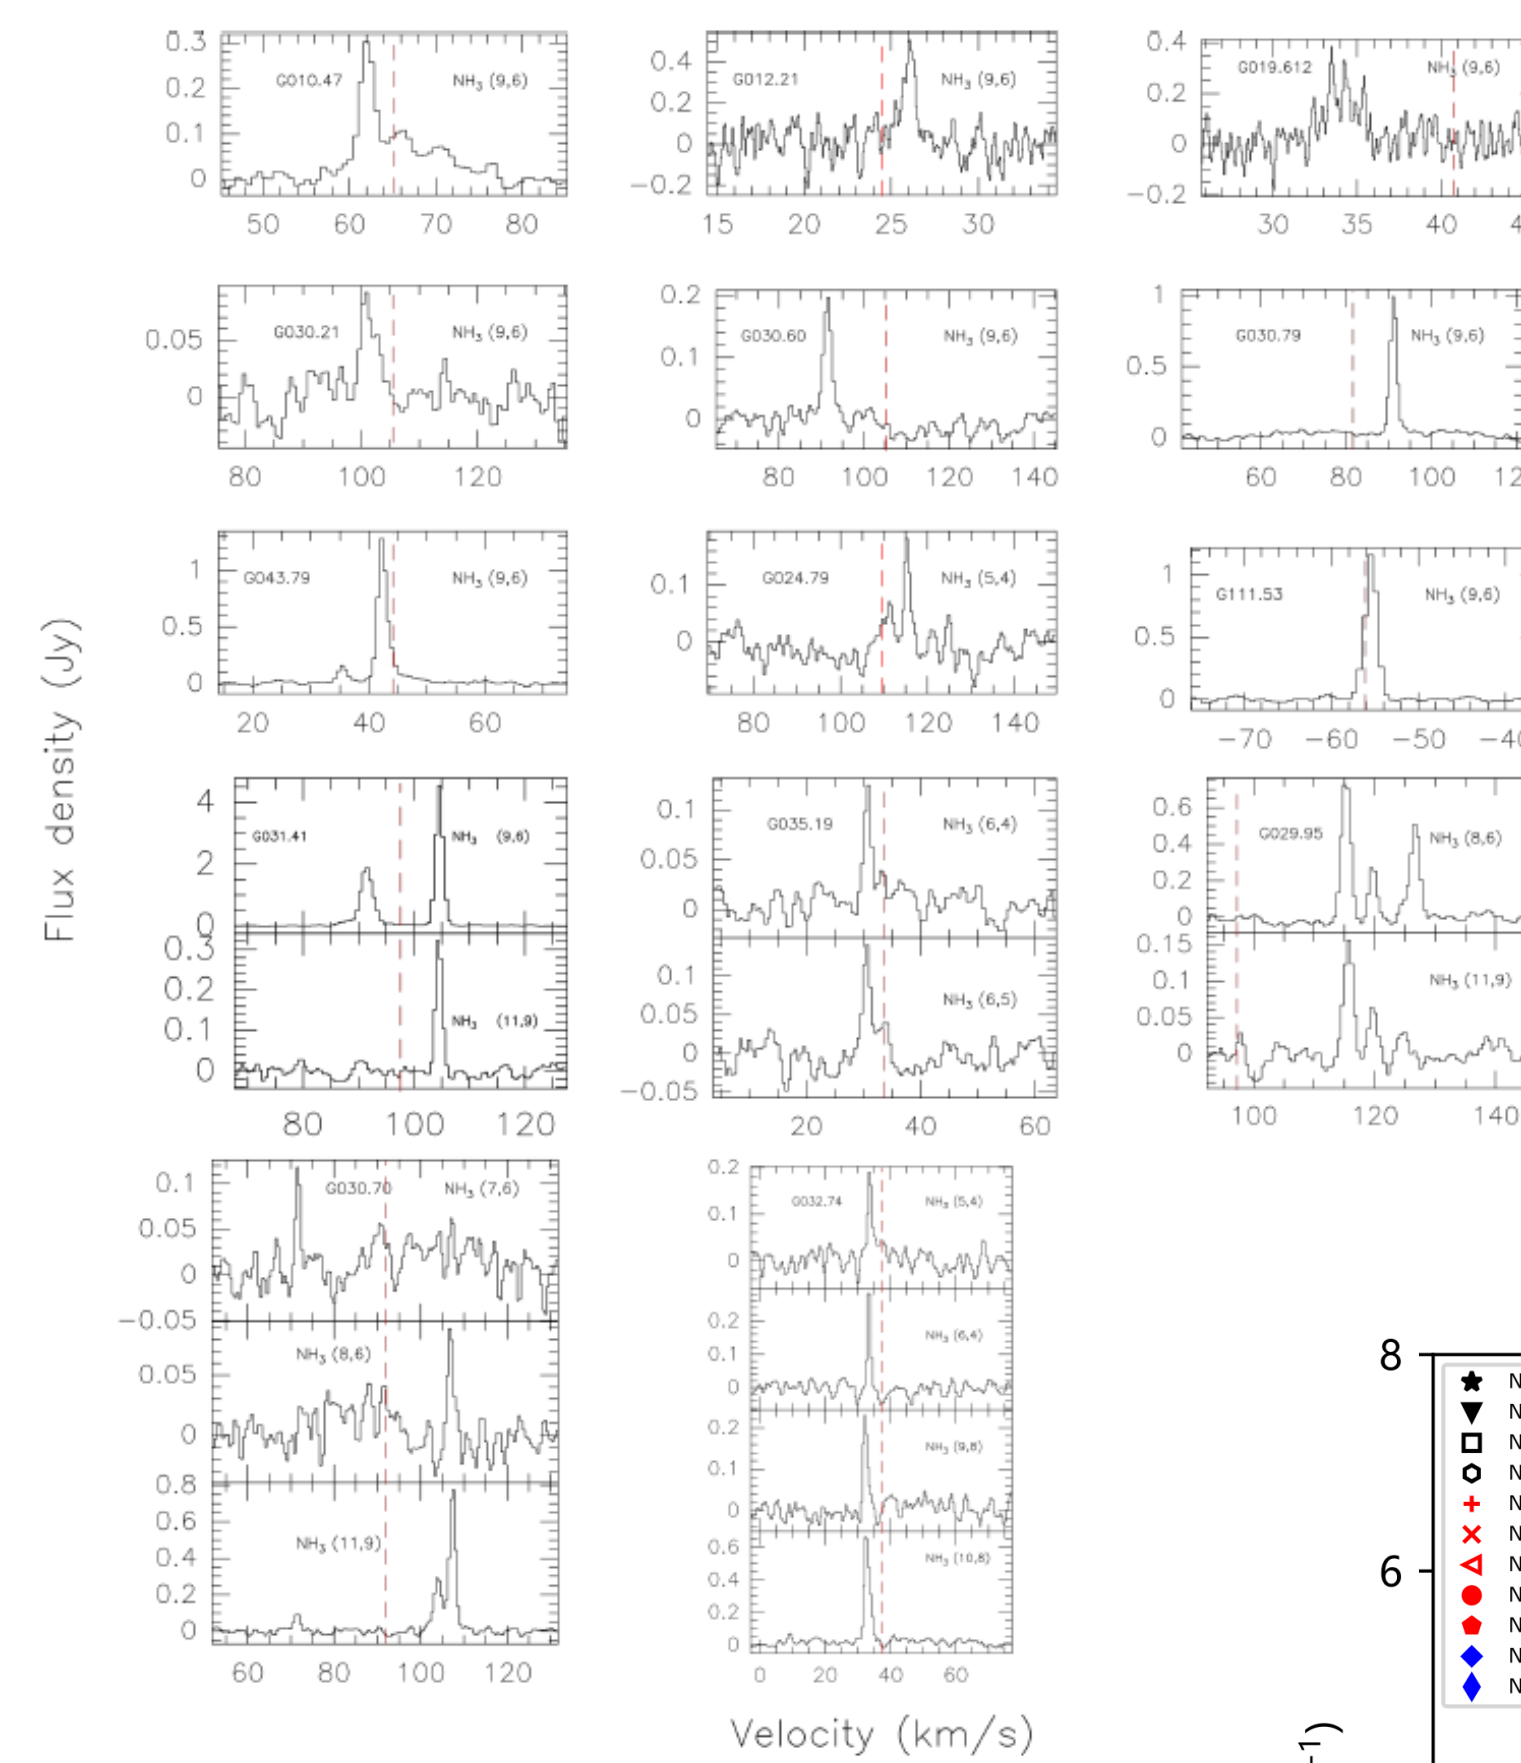 0.3
0.2
0.1
0
G010.47
NH3 (9,6)
50 60 70 80
0.4
0.2
0
−0.2
G012.21
NH3 (9,6)
15 20 25 30
0.4
0.2
0
−0.2
G019.612
NH3 (9,6)
30 35 40
0.05
0
G030.21
NH3 (9,6)
80 100 120
0.2
0.1
0
G030.60
NH3 (9,6)
80 100 120 140
1
0.5
0
G030.79
NH3 (9,6)
60 80 100
1
0.5
0
G043.79
NH3 (9,6)
20 40 60
0.1
0
G024.79
NH3 (5,4)
80 100 120 140
1
0.5
0
G111.53
NH3 (9,6)
−70 −60 −50
Flux density (Jy)
4
2
0
G031.41
NH3 (9,6)
0.3
0.2
0.1
0
NH3 (11,9)
80 100 120
0.1
0.05
0
G035.19
NH3 (6,4)
0.1
0.05
0
−0.05
NH3 (6,5)
20 40 60
0.6
0.4
0.2
0
G029.95
NH3 (8,6)
0.15
0.1
0.05
0
NH3 (11,9)
100 120 140
0.1
0.05
0
−0.05
G030.70
NH3 (7,6)
0.05
0
NH3 (8,6)
0.8
0.6
0.4
0.2
0
NH3 (11,9)
60 80 100 120
0.2
0.1
0
G032.74
NH3 (5,4)
0.2
0.1
0
NH3 (6,4)
0.2
0.1
0
NH3 (9,8)
0.6
0.4
0.2
0
NH3 (10,8)
0 20 40 60
Velocity (km/s)
8
6
N
N
N
N
N
N
N
N
N
N
N
−1)